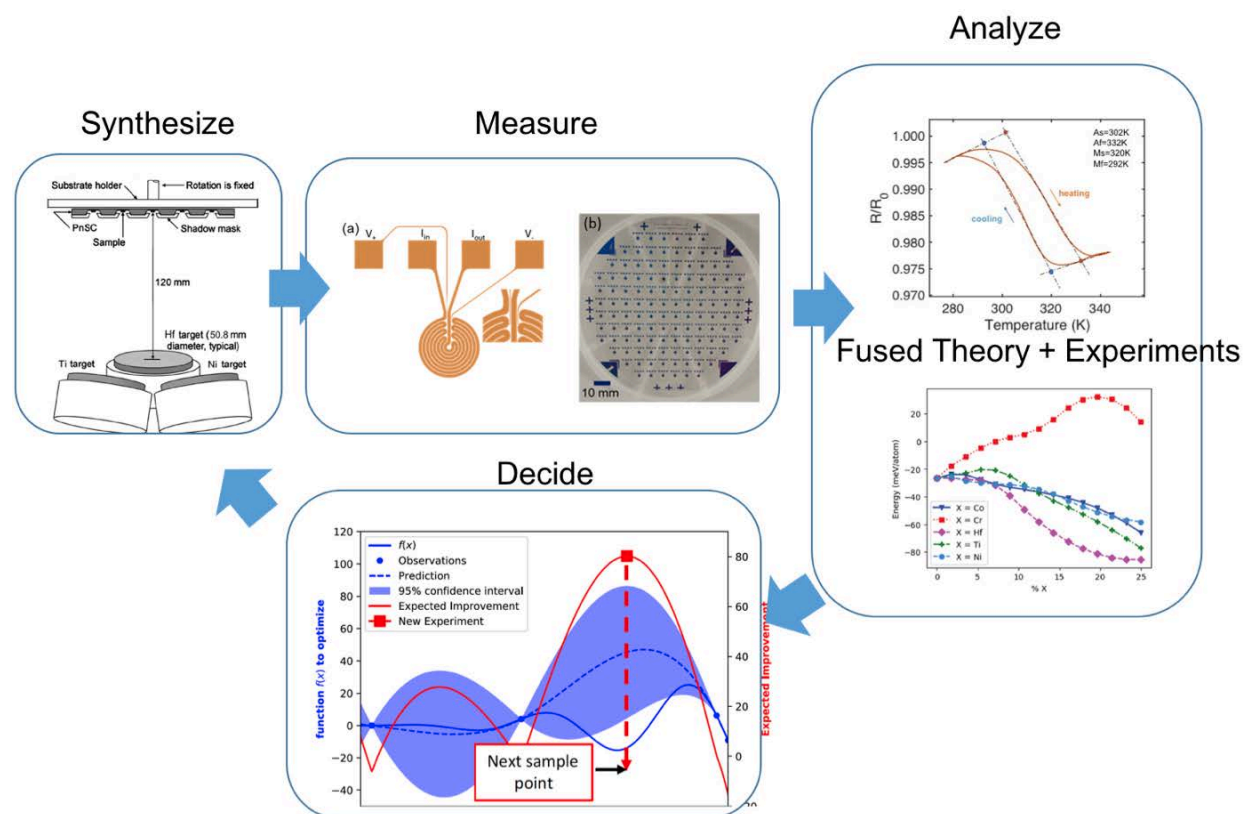 Synthesize
Substrate holder
Rotation is fixed
PnSC
Sample
Shadow mask
120 mm
Hf target (50.8 mm
diameter, typical)
Ti target
Ni target
Measure
(a)
V+
Iin
Iout
V-
(b)
10 mm
Analyze
1.000
0.995
0.990
0.985
0.980
0.975
0.970
R/R0
As=302K
Af=332K
Ms=320K
Mf=292K
heating
cooling
280
300
320
340
Temperature (K)
Fused Theory + Experiments
20
0
−20
−40
−60
−80
Energy (meV/atom)
X = Co
X = Cr
X = Hf
X = Ti
X = Ni
0
5
10
15
20
25
% X
Decide
120
100
80
60
40
20
0
−20
−40
function f(x) to optimize
f(x)
Observations
Prediction
95% confidence interval
Expected Improvement
New Experiment
Next sample
point
80
60
40
20
0
Expected Improvement